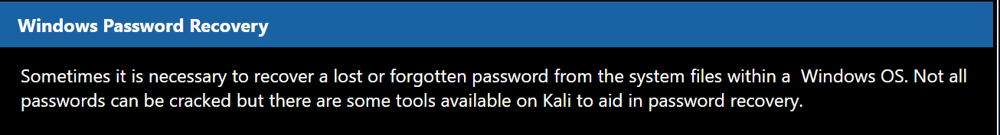 Windows Password Recovery
Sometimes it is necessary to recover a lost or forgotten password from the system files within a  Windows OS. Not all
passwords can be cracked but there are some tools available on Kali to aid in password recovery.